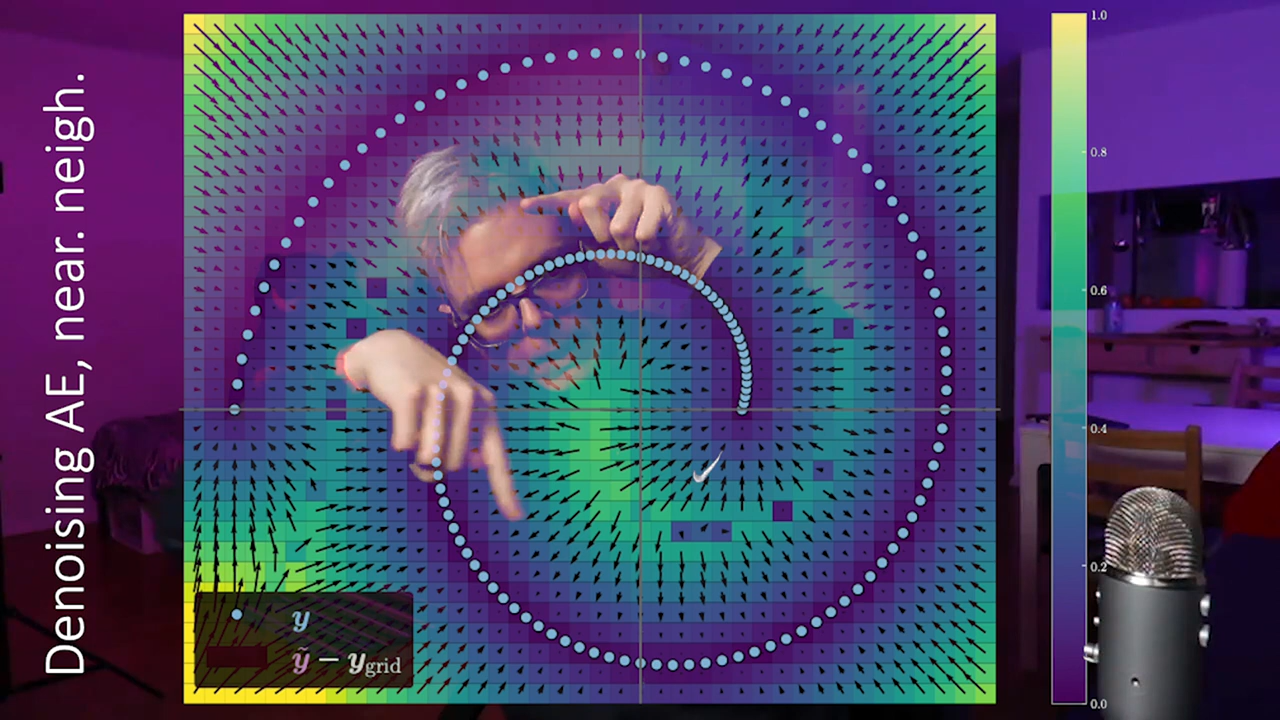 Denoising AE, near. neigh.
1.0
0.8
0.6
0.4
0.2
0.0
y
ỹ − y_grid